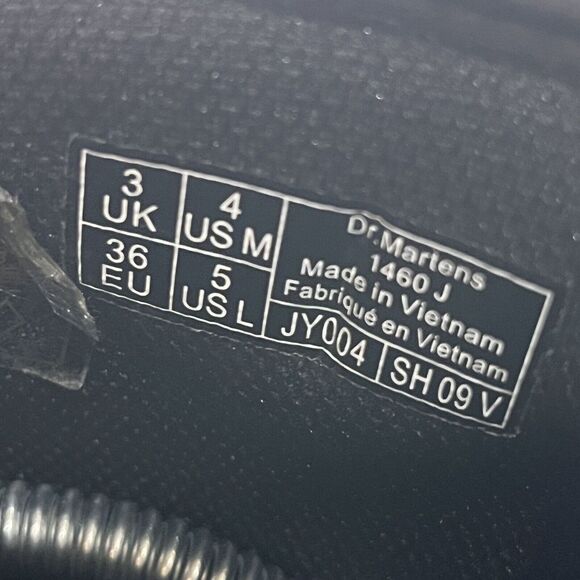 3
UK
4
US M
36
EU
5
US L
Dr. Martens
1460 J
Made in Vietnam
Fabriqué en Vietnam
JY004
SH 09 V